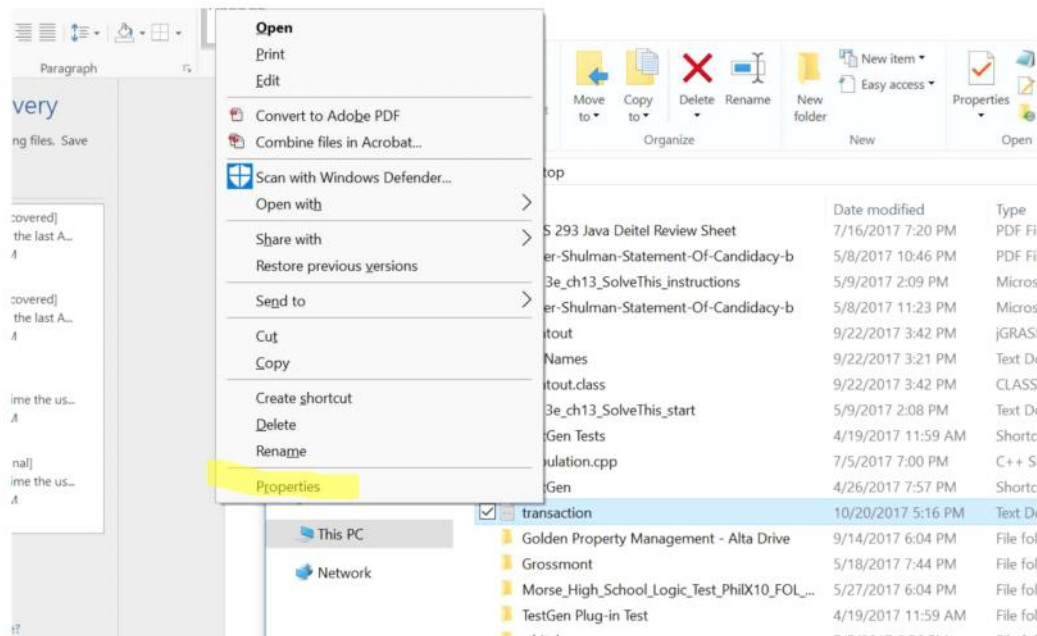 Paragraph
very
ng files. Save
covered]
the last A...
M
covered]
the last A...
M
ime the us...
M
nal]
ime the us...
M
e?
Open
Print
Edit
Convert to Adobe PDF
Combine files in Acrobat...
Scan with Windows Defender...
Open with
Share with
Restore previous versions
Send to
Cut
Copy
Create shortcut
Delete
Rename
Properties
Move to
Copy to
Delete
Rename
New folder
New item
Easy access
Properties
Organize
New
Open
top
Date modified Type
S 293 Java Deitel Review Sheet 7/16/2017 7:20 PM PDF Fi
er-Shulman-Statement-Of-Candidacy-b 5/8/2017 10:46 PM PDF Fi
3e_ch13_SolveThis_instructions 5/9/2017 2:09 PM Micros
er-Shulman-Statement-Of-Candidacy-b 5/8/2017 11:23 PM Micros
tout 9/22/2017 3:42 PM jGRASP
Names 9/22/2017 3:21 PM Text Do
tout.class 9/22/2017 3:42 PM CLASS
3e_ch13_SolveThis_start 5/9/2017 2:08 PM Text Do
Gen Tests 4/19/2017 11:59 AM Shortc
ulation.cpp 7/5/2017 7:00 PM C++ S
Gen 4/26/2017 7:57 PM Shortc
transaction 10/20/2017 5:16 PM Text Do
Golden Property Management - Alta Drive 9/14/2017 6:04 PM File fol
Grossmont 5/18/2017 7:44 PM File fol
Morse_High_School_Logic_Test_PhilX10_FOL_... 5/27/2017 6:04 PM File fol
TestGen Plug-in Test 4/19/2017 11:59 AM File fol
This PC
Network